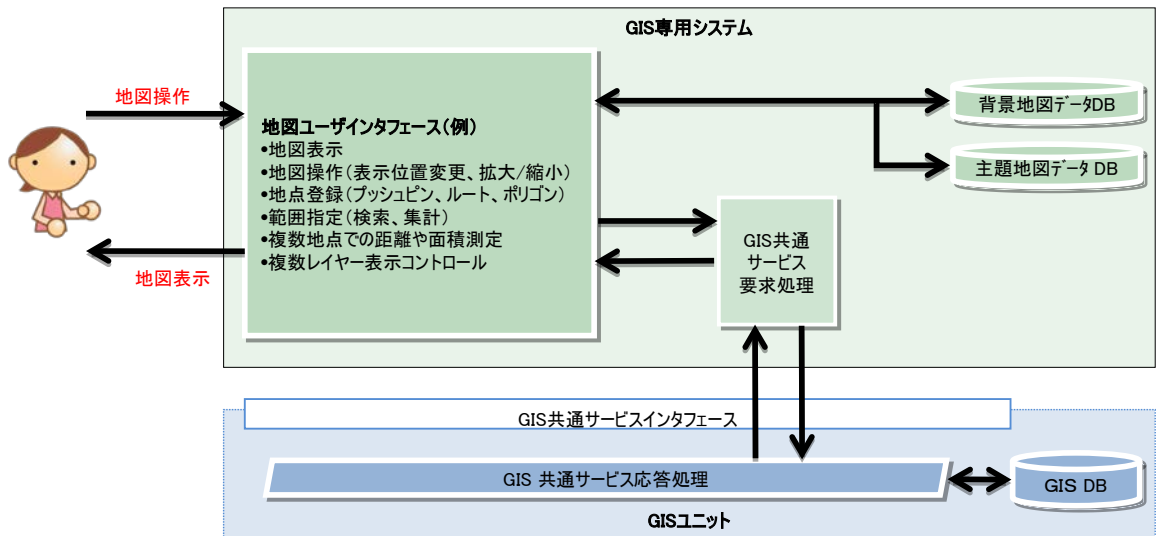 GIS専用システム
地図操作
地図ユーザインタフェース(例)
•地図表示
•地図操作(表示位置変更、拡大/縮小)
•地点登録(プッシュピン、ルート、ポリゴン)
•範囲指定(検索、集計)
•複数地点での距離や面積測定
•複数レイヤー表示コントロール
地図表示
背景地図ﾃﾞｰﾀDB
主題地図ﾃﾞｰﾀ DB
GIS共通
サービス
要求処理
GIS共通サービスインタフェース
GIS 共通サービス応答処理
GIS DB
GISユニット